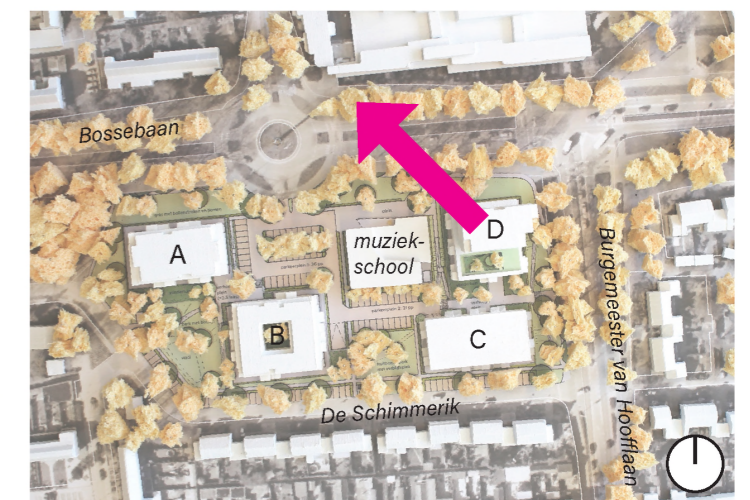 Bossebaan
A
muziek-
school
D
B
C
De Schimmerik
Burgemeester van Hoofflaan